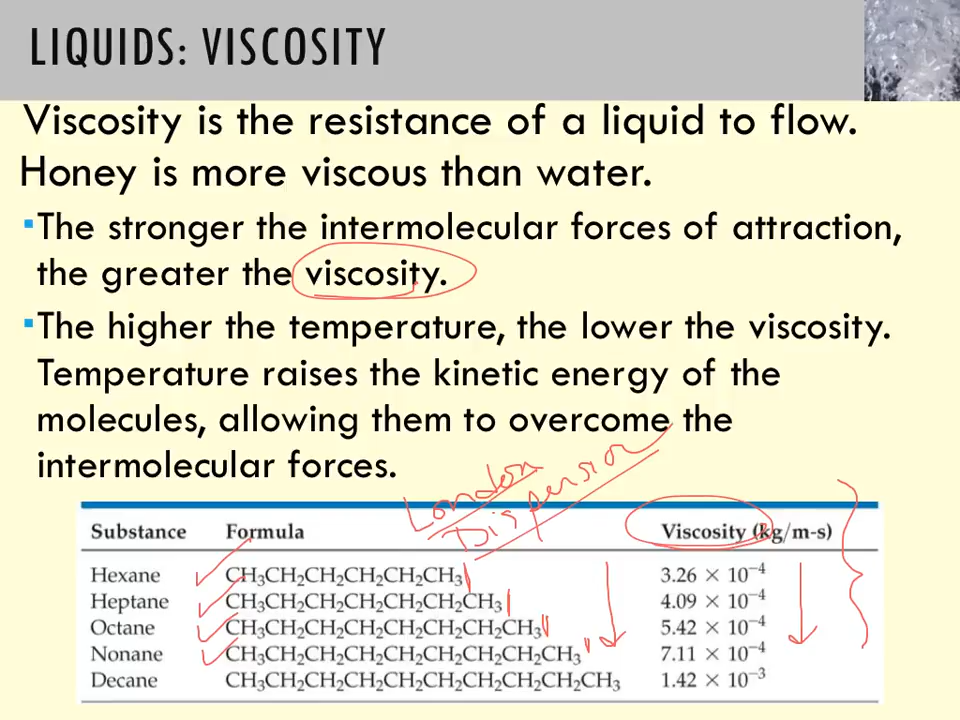 LIQUIDS: VISCOSITY
Viscosity is the resistance of a liquid to flow.
Honey is more viscous than water.
▪The stronger the intermolecular forces of attraction,
the greater the viscosity.
▪The higher the temperature, the lower the viscosity.
Temperature raises the kinetic energy of the
molecules, allowing them to overcome the
intermolecular forces.
London
Dispersion
Substance Formula Viscosity (kg/m-s)
Hexane CH₃CH₂CH₂CH₂CH₂CH₃ 3.26 × 10⁻⁴
Heptane CH₃CH₂CH₂CH₂CH₂CH₂CH₃ 4.09 × 10⁻⁴
Octane CH₃CH₂CH₂CH₂CH₂CH₂CH₂CH₃ 5.42 × 10⁻⁴
Nonane CH₃CH₂CH₂CH₂CH₂CH₂CH₂CH₂CH₃ 7.11 × 10⁻⁴
Decane CH₃CH₂CH₂CH₂CH₂CH₂CH₂CH₂CH₂CH₃ 1.42 × 10⁻³